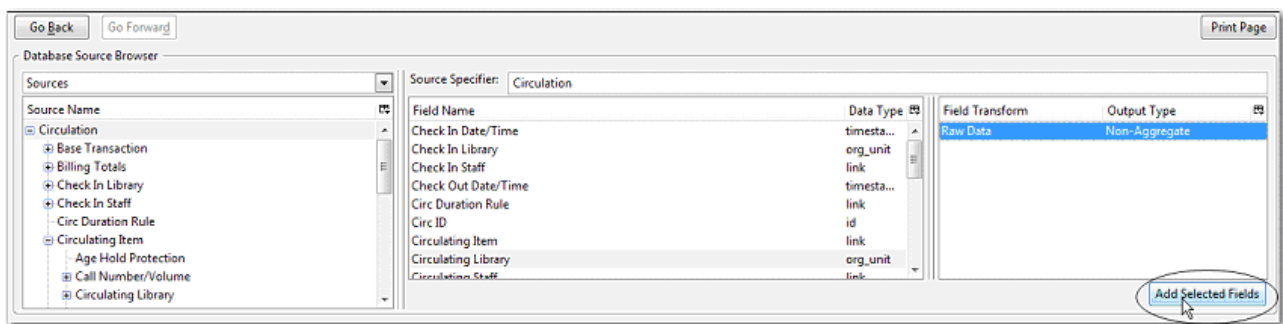 Go Back Go Forward Print Page
Database Source Browser
Sources Source Specifier: Circulation
Source Name Field Name Data Type Field Transform Output Type
Circulation Check In Date/Time timesta... Raw Data Non-Aggregate
Base Transaction Check In Library org_unit
Billing Totals Check In Staff link
Check In Library Check Out Date/Time timesta...
Check In Staff Circ Duration Rule link
Circ Duration Rule Circ ID id
Circulating Item Circulating Item link
Age Hold Protection Circulating Library org_unit
Call Number/Volume Circulating Staff link
Circulating Library Add Selected Fields